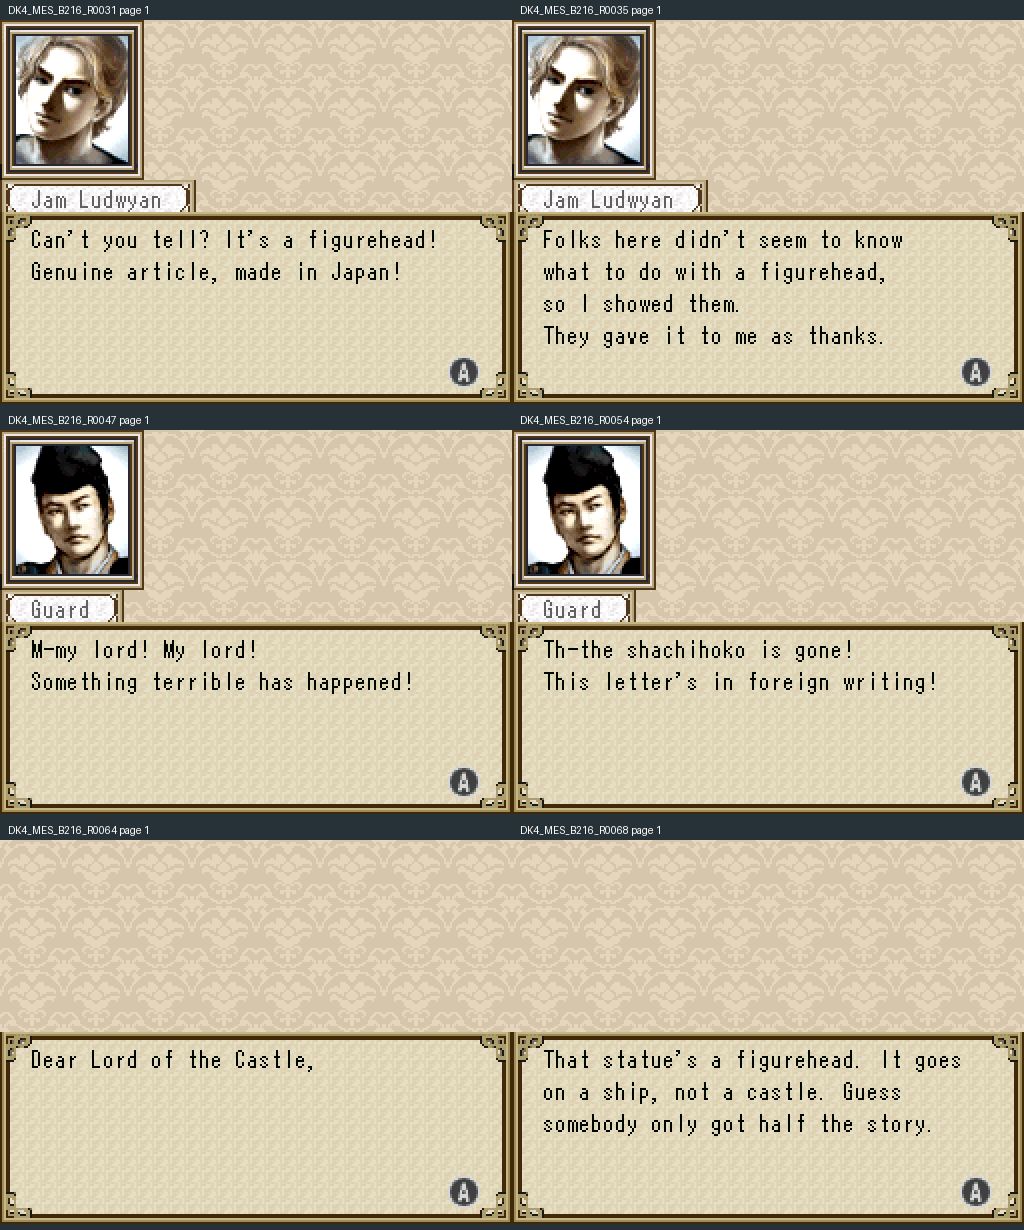 DK4_MES_B216_R0031 page 1
Jam Ludwyan
Can't you tell? It's a figurehead!
Genuine article, made in Japan!
A
DK4_MES_B216_R0035 page 1
Jam Ludwyan
Folks here didn't seem to know
what to do with a figurehead,
so I showed them.
They gave it to me as thanks.
A
DK4_MES_B216_R0047 page 1
Guard
M-my lord! My lord!
Something terrible has happened!
A
DK4_MES_B216_R0054 page 1
Guard
Th-the shachihoko is gone!
This letter's in foreign writing!
A
DK4_MES_B216_R0064 page 1
Dear Lord of the Castle,
A
DK4_MES_B216_R0068 page 1
That statue's a figurehead. It goes
on a ship, not a castle. Guess
somebody only got half the story.
A